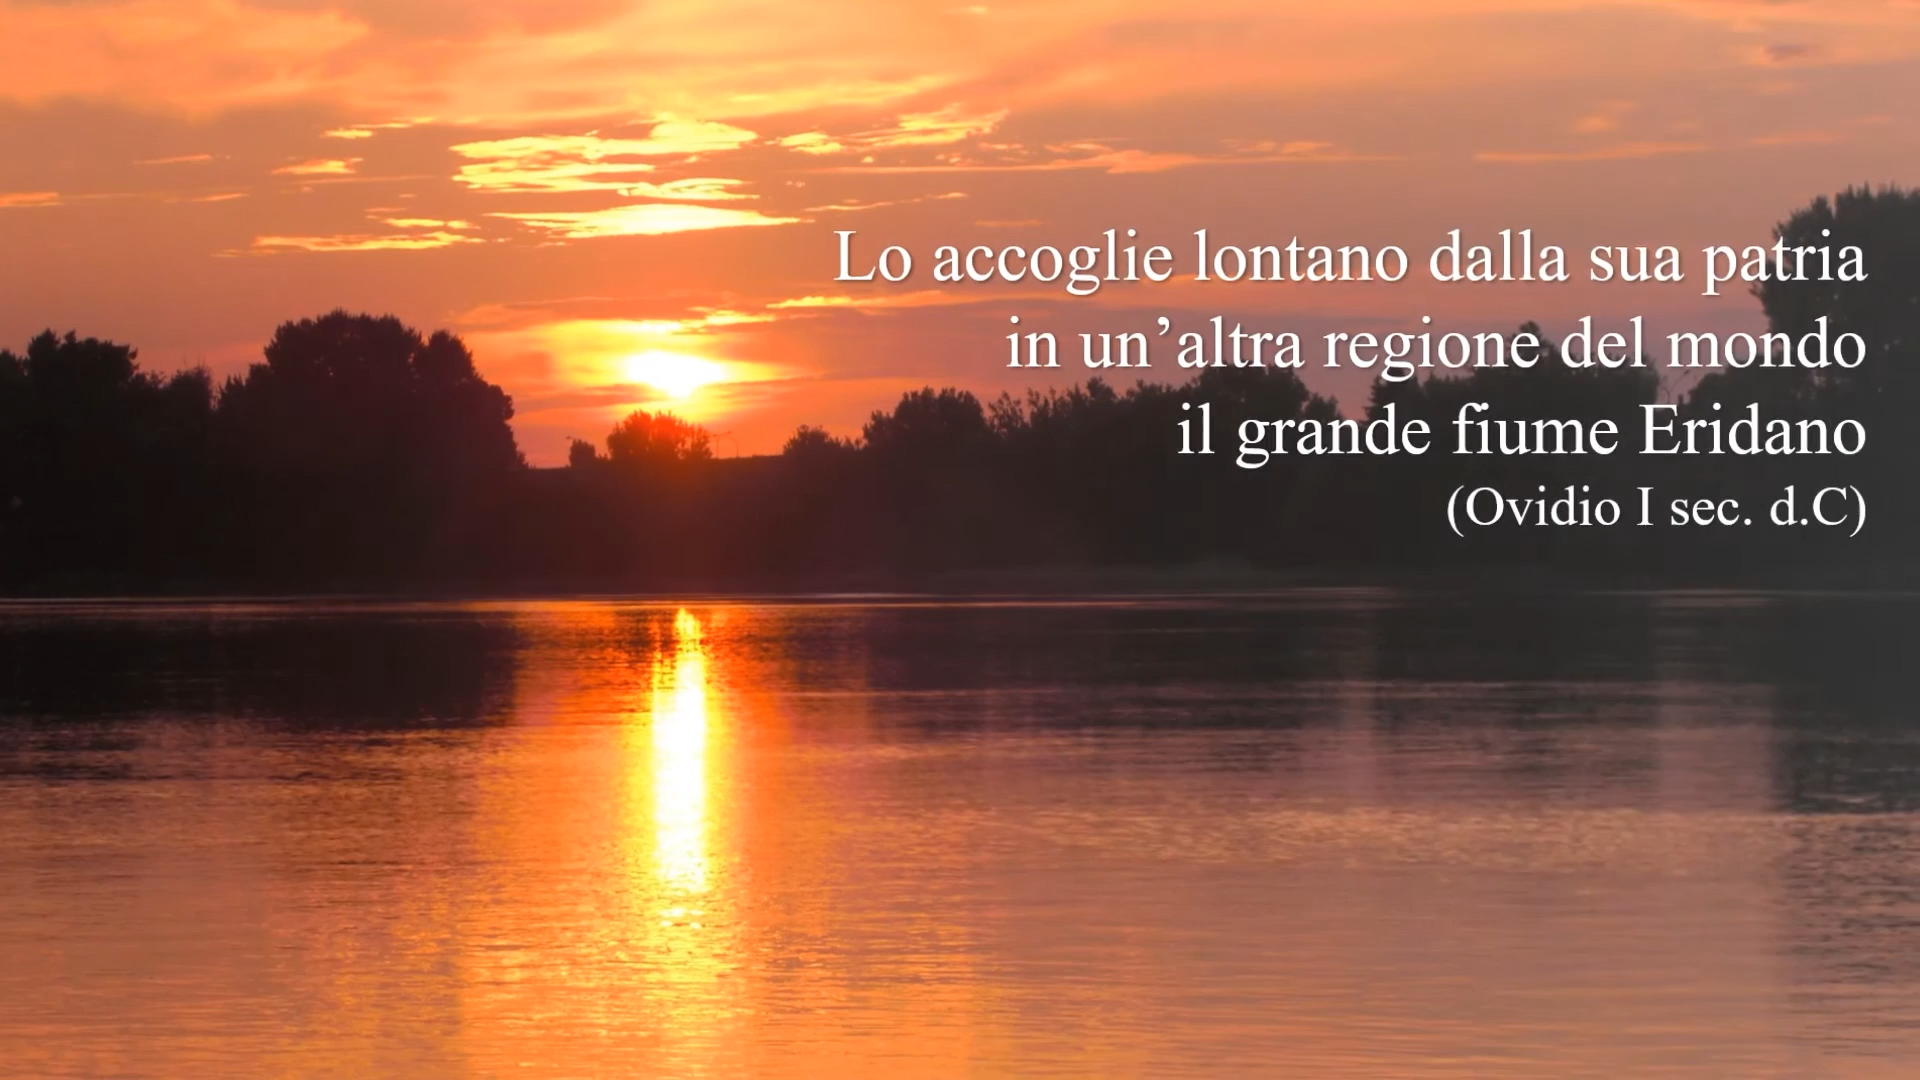 Lo accoglie lontano dalla sua patria
in un’altra regione del mondo
il grande fiume Eridano
(Ovidio I sec. d.C)